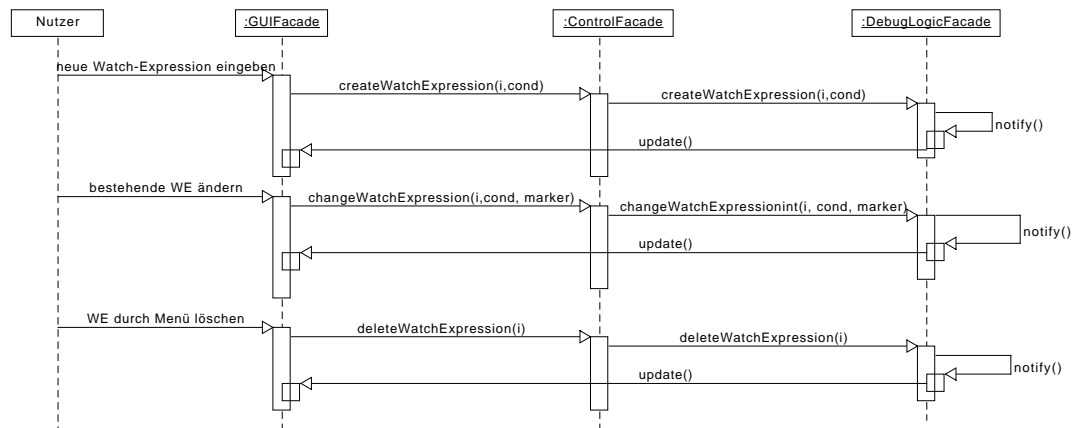 Nutzer
:GUIFacade
:ControlFacade
:DebugLogicFacade
neue Watch-Expression eingeben
createWatchExpression(i,cond)
createWatchExpression(i,cond)
notify()
update()
bestehende WE ändern
changeWatchExpression(i,cond, marker)
changeWatchExpressionint(i, cond, marker)
notify()
update()
WE durch Menü löschen
deleteWatchExpression(i)
deleteWatchExpression(i)
notify()
update()